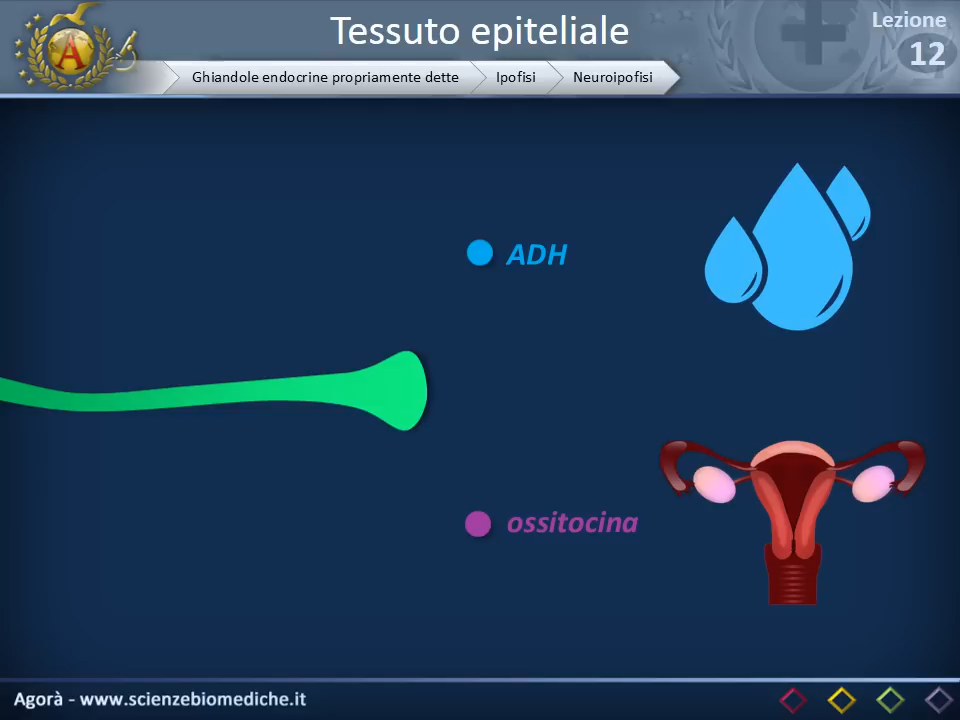 Tessuto epiteliale
Lezione
12
A
Ghiandole endocrine propriamente dette
Ipofisi
Neuroipofisi
ADH
ossitocina
Agorà - www.scienzebiomediche.it